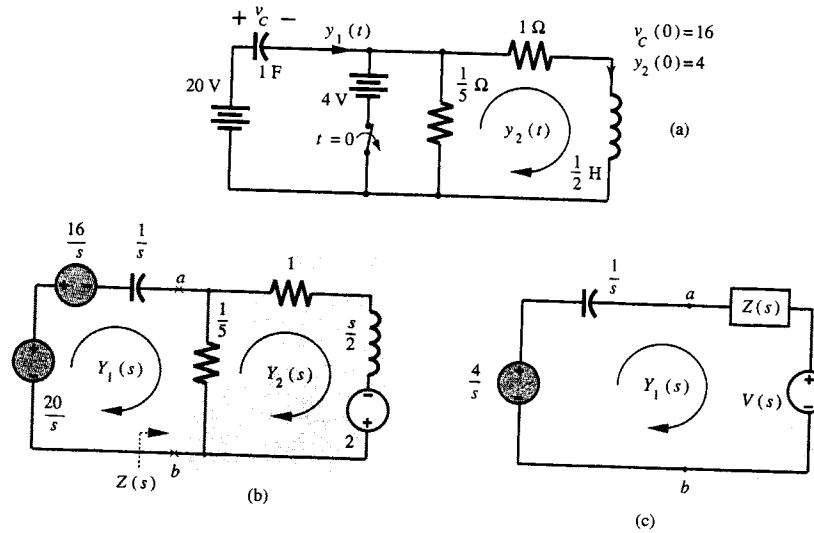 + v_C −
y_1(t)
1 Ω
v_C(0)=16
y_2(0)=4
1 F
20 V
4 V
1/5 Ω
(a)
t=0
y_2(t)
1/2 H
16/s
1/s
a
1
1/5
s/2
Y_1(s)
Y_2(s)
20/s
2
Z(s)
b
(b)
1/s
a
Z(s)
4/s
Y_1(s)
V(s)
b
(c)